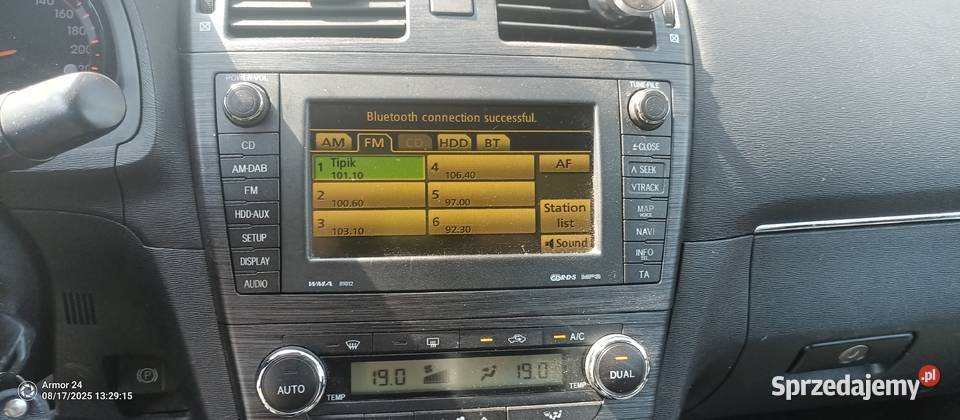 140
160
180
200
220
POWER·VOL
CD
AM·DAB
FM
HDD·AUX
SETUP
DISPLAY
AUDIO
Bluetooth connection successful.
AM FM CD HDD BT
1 Tipik 101.10
4 106.40
AF
2 100.60
5 97.00
Station list
3 103.10
6 92.30
Sound
WMA 81012 R·D·S MP3
TUNE·FILE
CLOSE
∧ SEEK
∨ TRACK
MAP VOICE
NAVI
INFO
TA
A/C
AUTO
TEMP
19.0
19.0
TEMP
DUAL
P
Armor 24
08/17/2025 13:29:15
Sprzedajemy.pl